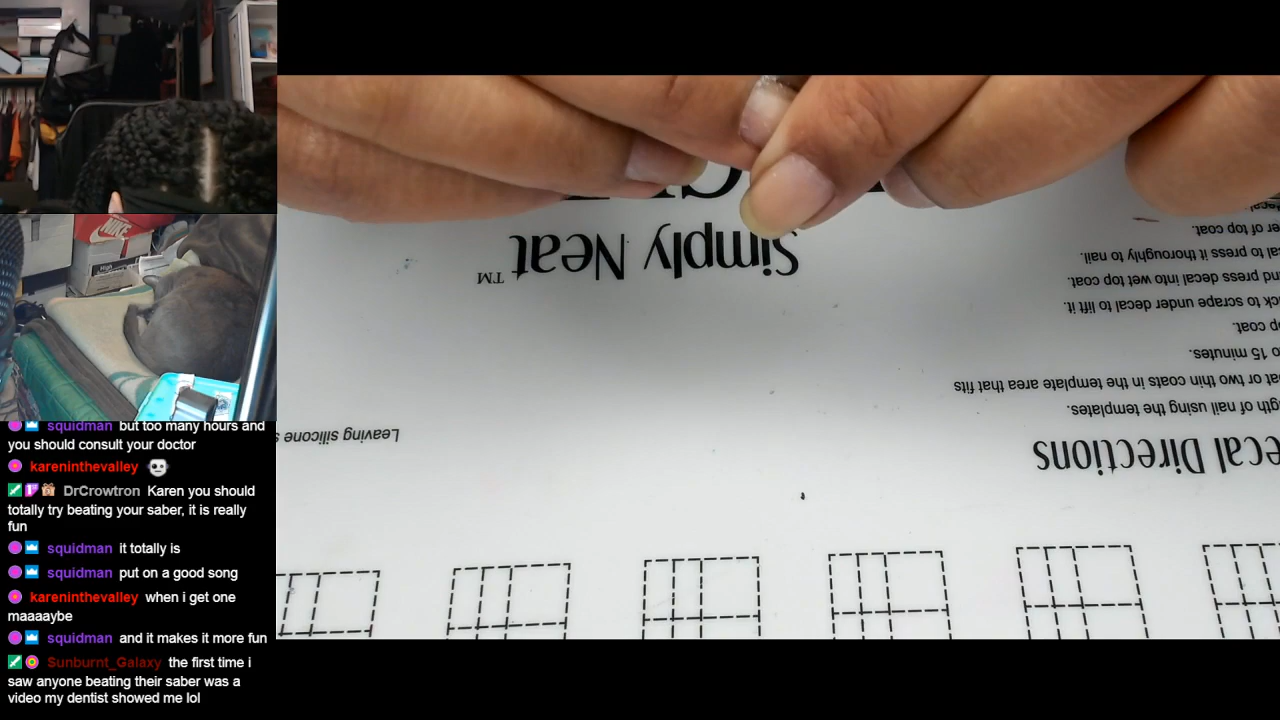 NIKE
squidman but too many hours and
you should consult your doctor
kareninthevalley
DrCrowtron Karen you should
totally try beating your saber, it is really
fun
squidman it totally is
squidman put on a good song
kareninthevalley when i get one
maaaaybe
squidman and it makes it more fun
Sunburnt_Galaxy the first time i
saw anyone beating their saber was a
video my dentist showed me lol
ecal Directions
gth of nail using the templates.
oat or two thin coats in the template area that fits
o 15 minutes.
op coat.
ck to scrape under decal to lift it.
nd press decal into wet top coat.
al to press it thoroughly to nail.
er of top coat.
Leaving silicone
Simply Neat™